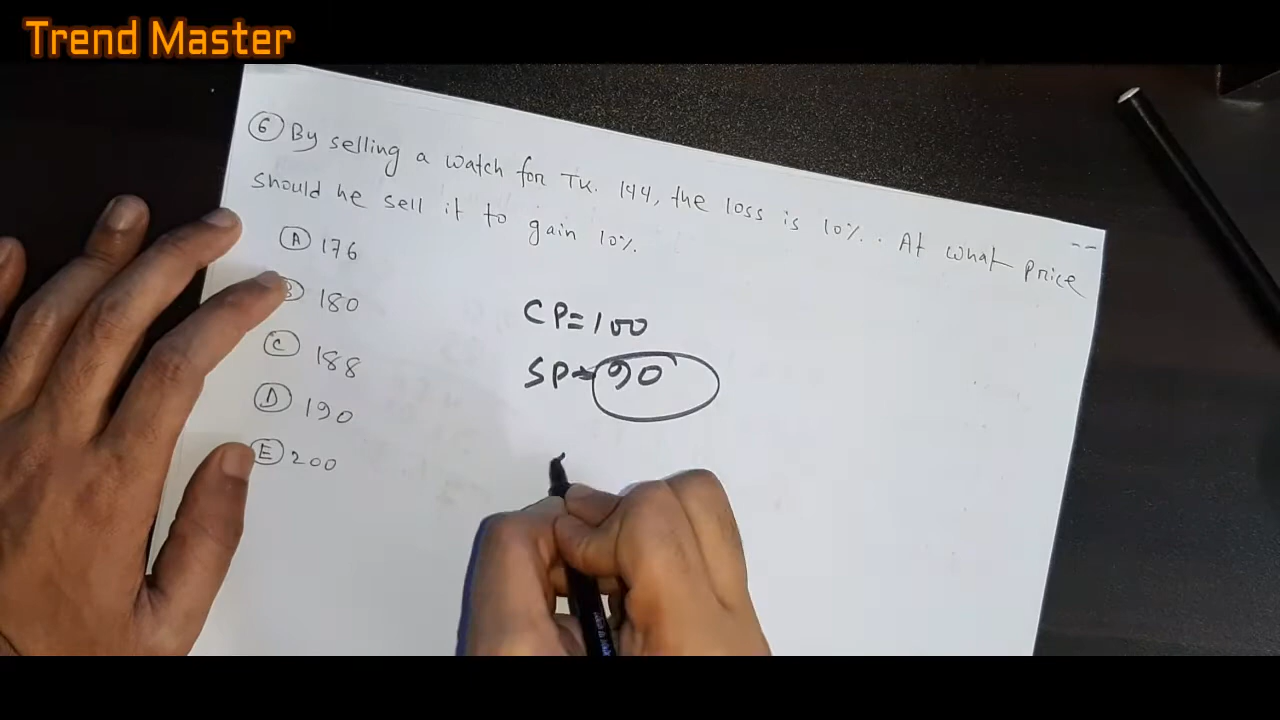 Trend Master
6 By selling a watch for TK. 144, the loss is 10%. At what price
should he sell it to gain 10%.
A 176
B 180
C 188
D 190
E 200
CP=100
SP=90